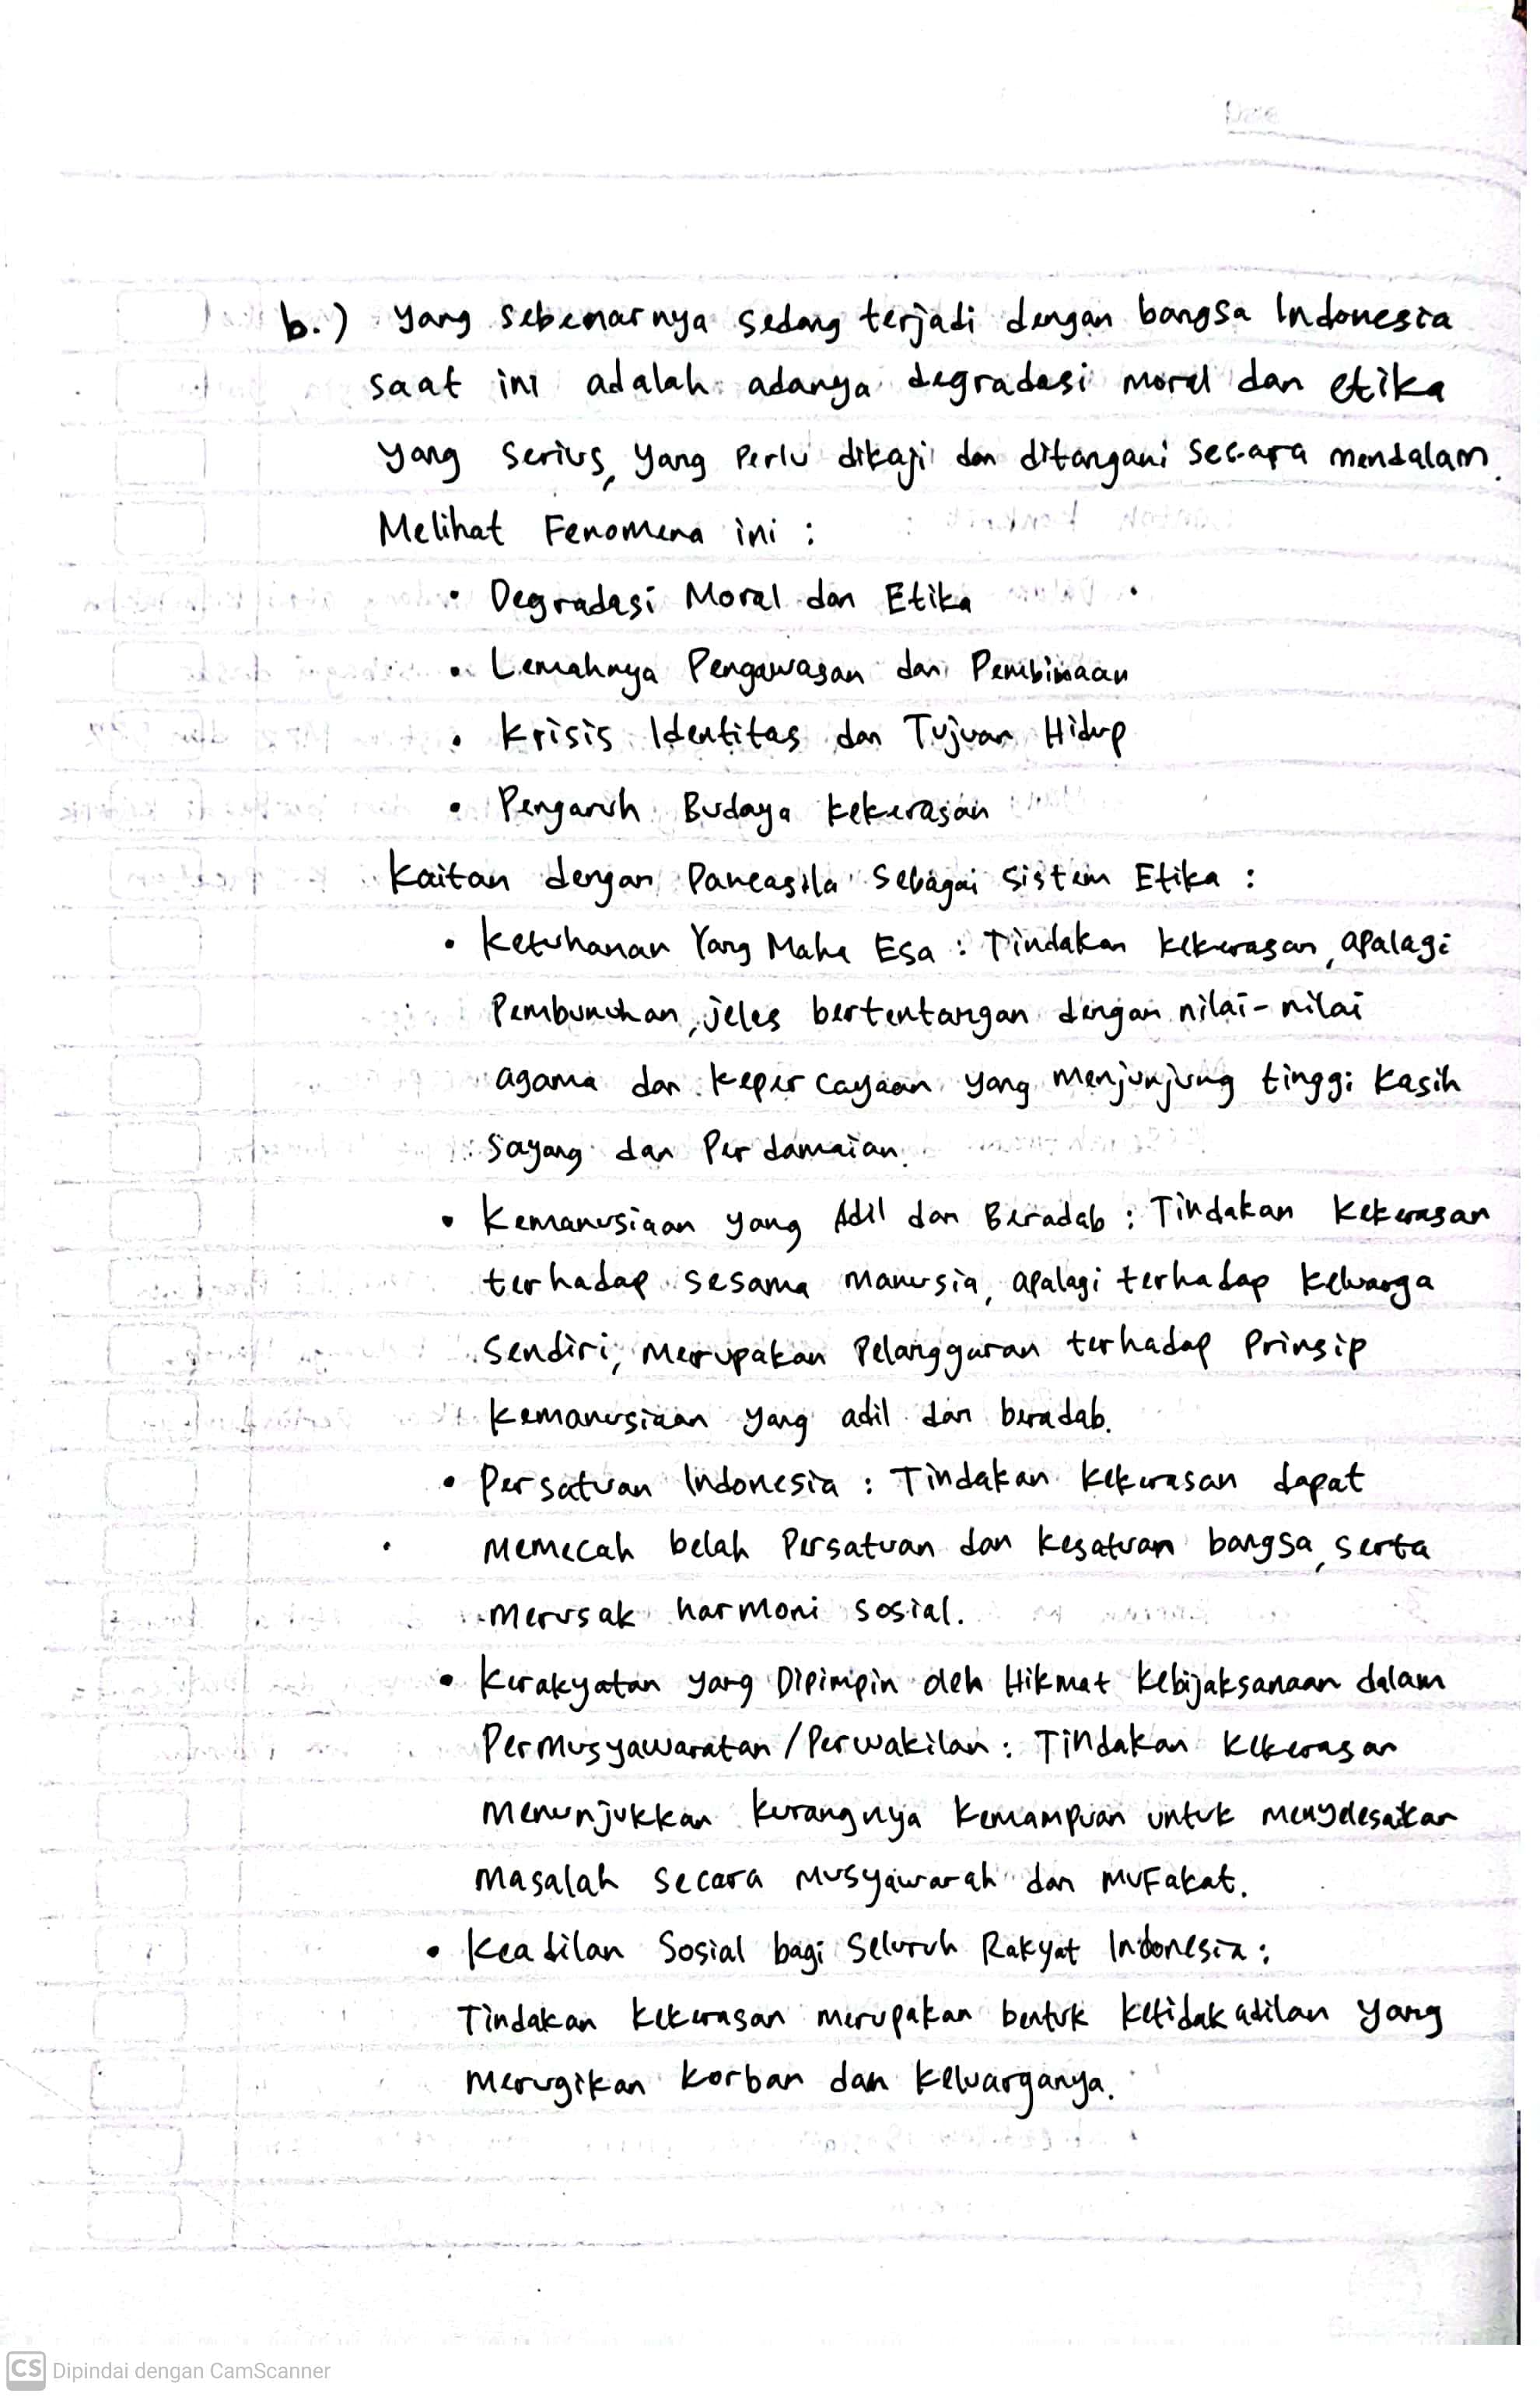 Date
b.) Yang sebenarnya sedang terjadi dengan bangsa Indonesia
saat ini adalah adanya degradasi moral dan etika
yang serius, yang perlu dikaji dan ditangani secara mendalam.
Melihat Fenomena ini :
• Degradasi Moral dan Etika
• Lemahnya Pengawasan dan Pembinaan
• Krisis Identitas dan Tujuan Hidup
• Pengaruh Budaya Kekerasan
Kaitan dengan Pancasila Sebagai Sistem Etika :
• Ketuhanan Yang Maha Esa : Tindakan kekerasan, apalagi
Pembunuhan, jelas bertentangan dengan nilai-nilai
agama dan kepercayaan yang menjunjung tinggi kasih
sayang dan Perdamaian.
• Kemanusiaan yang Adil dan Beradab : Tindakan kekerasan
terhadap sesama manusia, apalagi terhadap keluarga
Sendiri, merupakan Pelanggaran terhadap Prinsip
kemanusiaan yang adil dan beradab.
• Persatuan Indonesia : Tindakan kekerasan dapat
memecah belah Persatuan dan kesatuan bangsa, serta
merusak harmoni sosial.
• Kerakyatan yang Dipimpin oleh Hikmat Kebijaksanaan dalam
Permusyawaratan/Perwakilan : Tindakan kekerasan
menunjukkan kurangnya kemampuan untuk menyelesaikan
masalah secara musyawarah dan mufakat.
• Keadilan Sosial bagi Seluruh Rakyat Indonesia :
Tindakan kekerasan merupakan bentuk ketidakadilan yang
merugikan korban dan keluarganya.
CS Dipindai dengan CamScanner